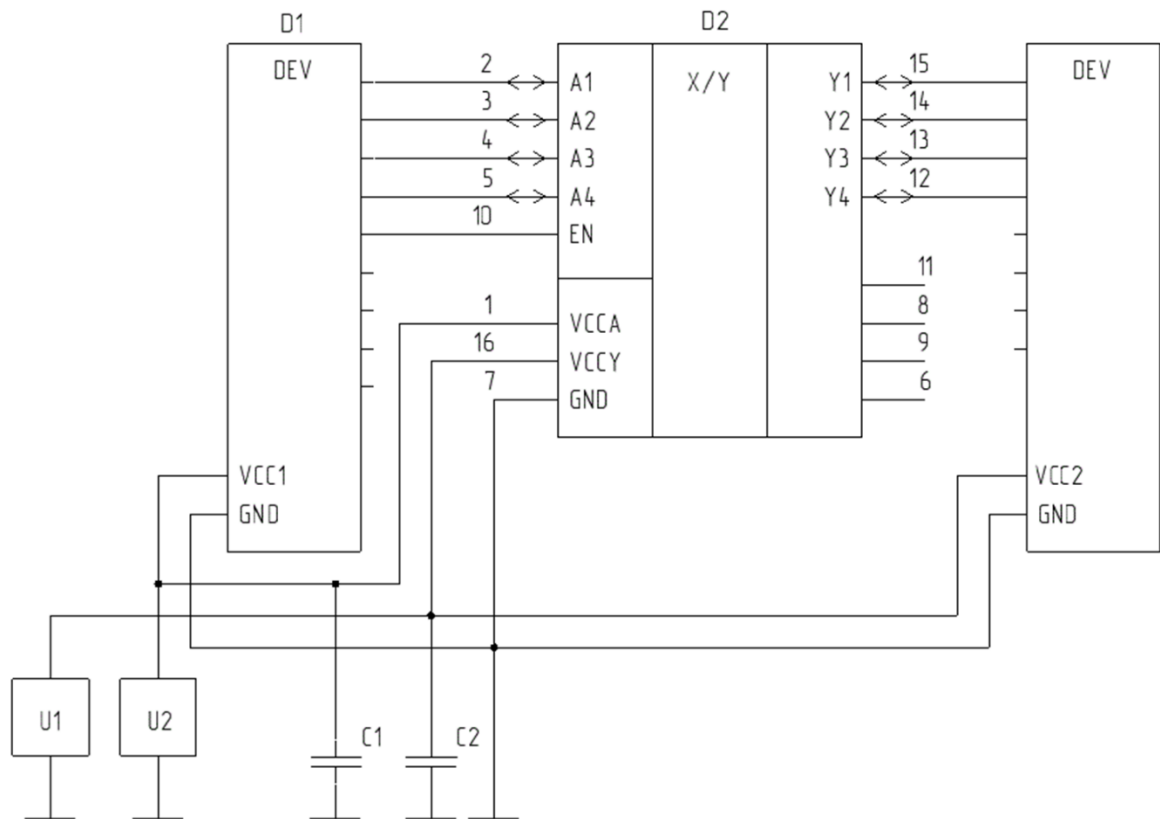 D1
D2
DEV
X/Y
DEV
2
A1
Y1
15
3
A2
Y2
14
4
A3
Y3
13
5
A4
Y4
12
10
EN
11
1
VCCA
8
16
VCCY
9
7
GND
6
VCC1
GND
VCC2
GND
U1
U2
C1
C2